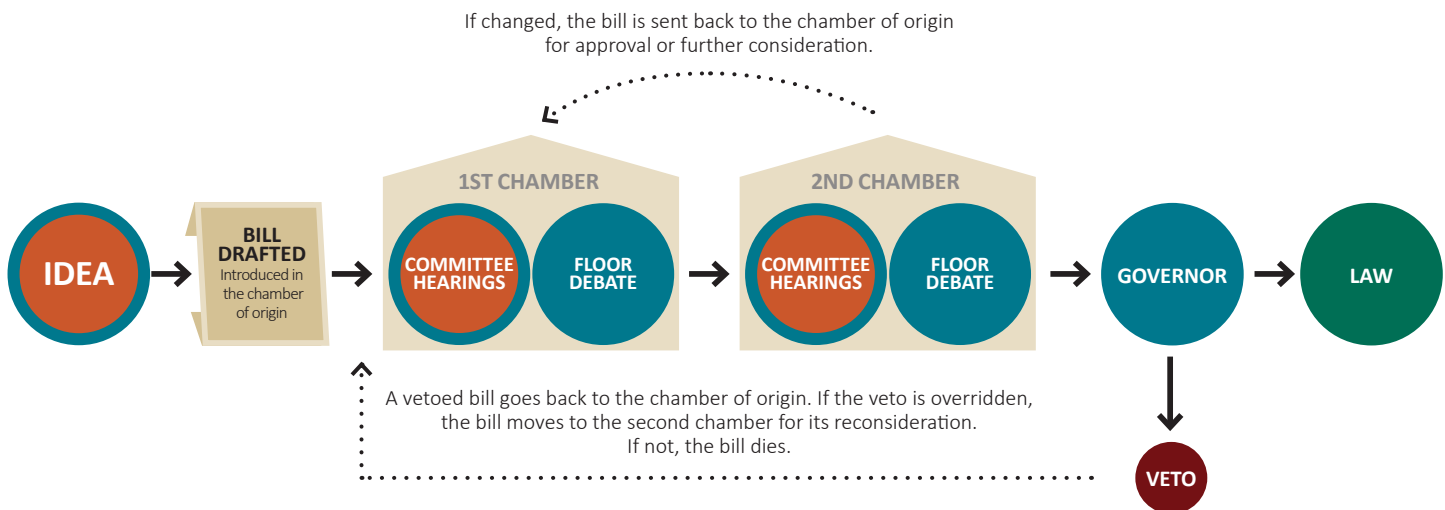 If changed, the bill is sent back to the chamber of origin
for approval or further consideration.
1ST CHAMBER
2ND CHAMBER
IDEA
BILL
DRAFTED
Introduced in
the chamber
of origin
COMMITTEE
HEARINGS
FLOOR
DEBATE
COMMITTEE
HEARINGS
FLOOR
DEBATE
GOVERNOR
LAW
A vetoed bill goes back to the chamber of origin. If the veto is overridden,
the bill moves to the second chamber for its reconsideration.
If not, the bill dies.
VETO